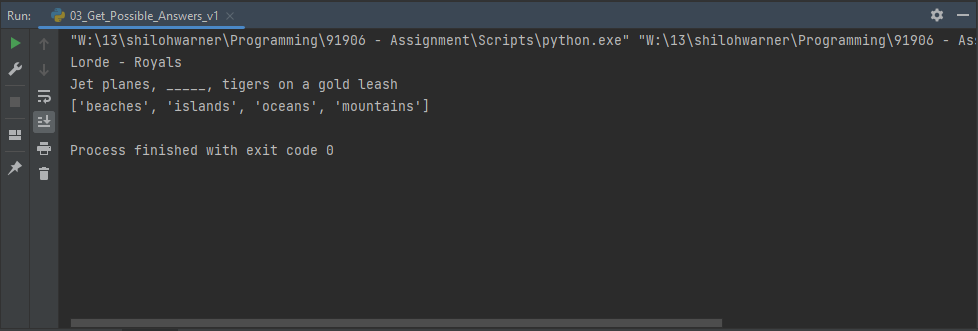 Run: 03_Get_Possible_Answers_v1
"W:\13\shilohwarner\Programming\91906 - Assignment\Scripts\python.exe" "W:\13\shilohwarner\Programming\91906 - As
Lorde - Royals
Jet planes, _____, tigers on a gold leash
['beaches', 'islands', 'oceans', 'mountains']
Process finished with exit code 0